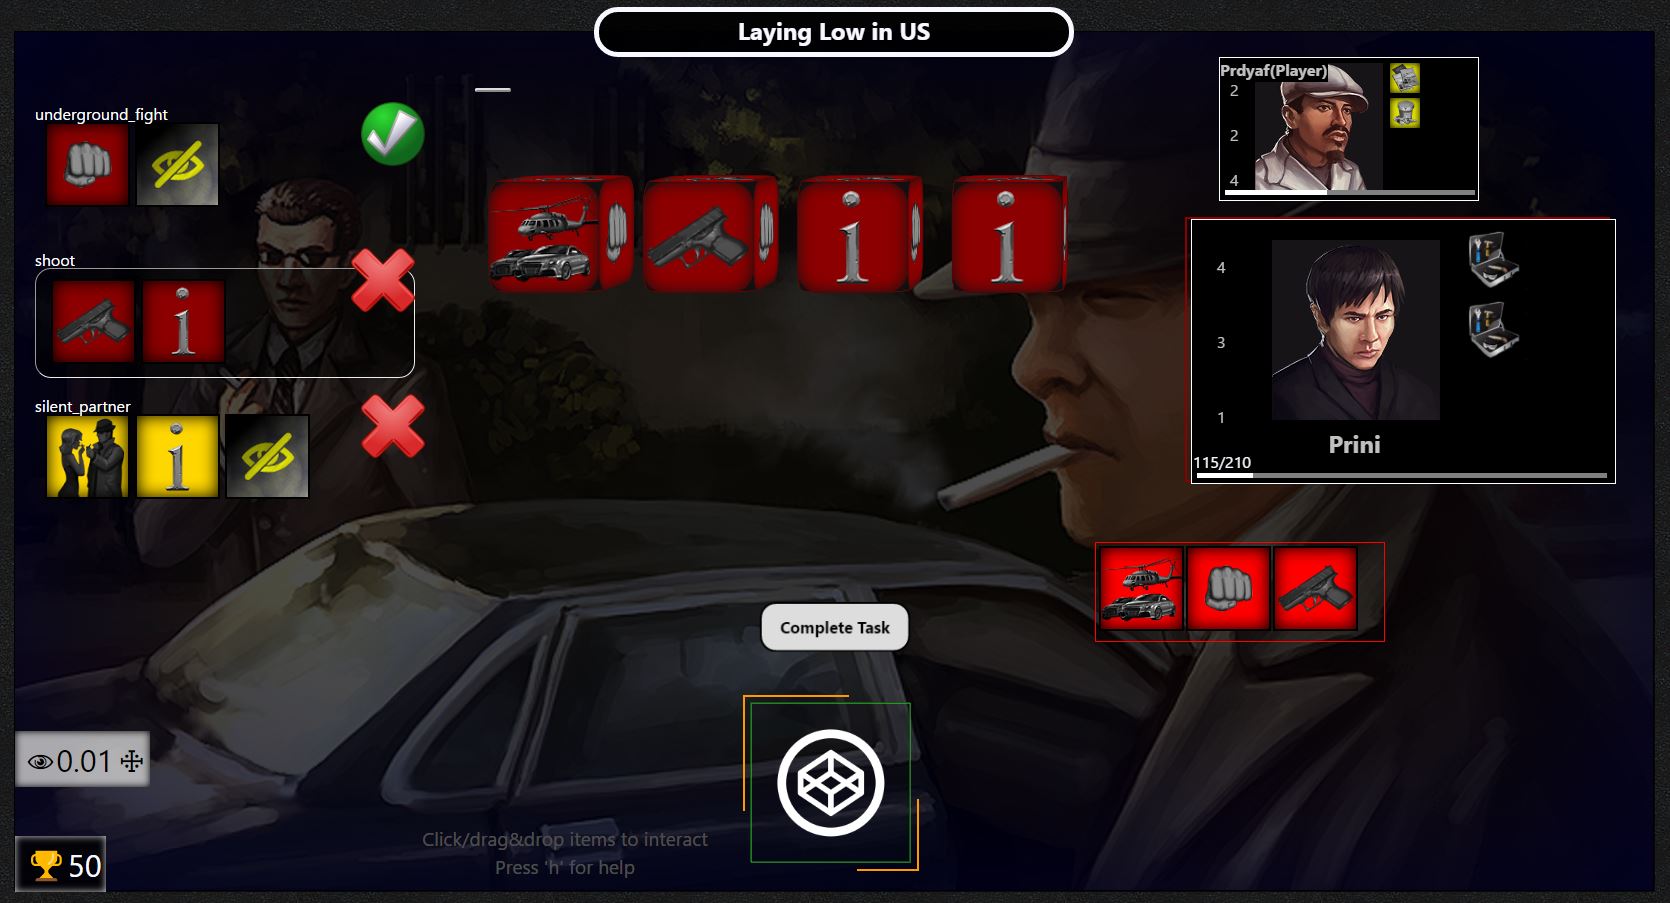 Laying Low in US
underground_fight
shoot
silent_partner
Prdyaf(Player)
2
2
4
4
3
1
Prini
115/210
Complete Task
0.01
Click/drag&drop items to interact
Press 'h' for help
50